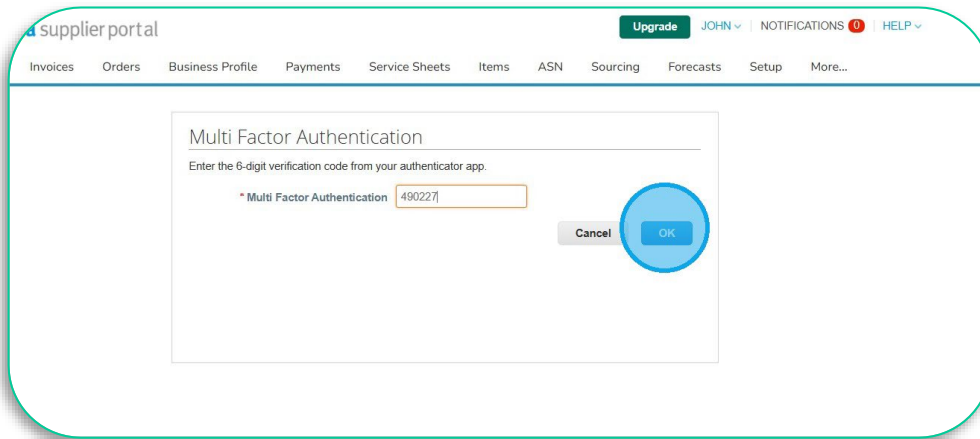 supplier portal
Upgrade JOHN NOTIFICATIONS 0 HELP
Invoices Orders Business Profile Payments Service Sheets Items ASN Sourcing Forecasts Setup More...
Multi Factor Authentication
Enter the 6-digit verification code from your authenticator app.
* Multi Factor Authentication 490227
Cancel OK